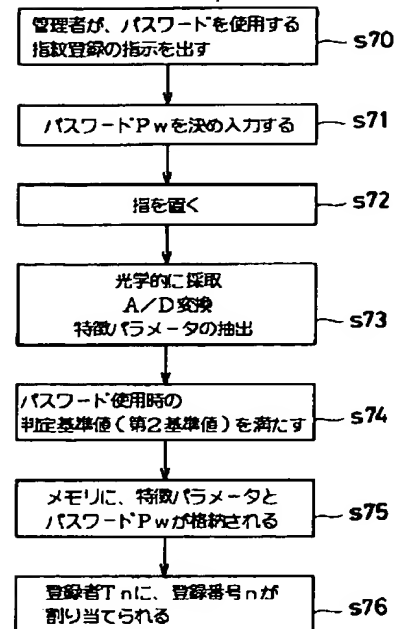 管理者が、パスワードを使用する
指紋登録の指示を出す
s70
パスワードPwを決め入力する
s71
指を置く
s72
光学的に採取
A/D変換
特徴パラメータの抽出
s73
パスワード使用時の
判定基準値(第2基準値)を満たす
s74
メモリに、特徴パラメータと
パスワードPwが格納される
s75
登録者Tnに、登録番号nが
割り当てられる
s76